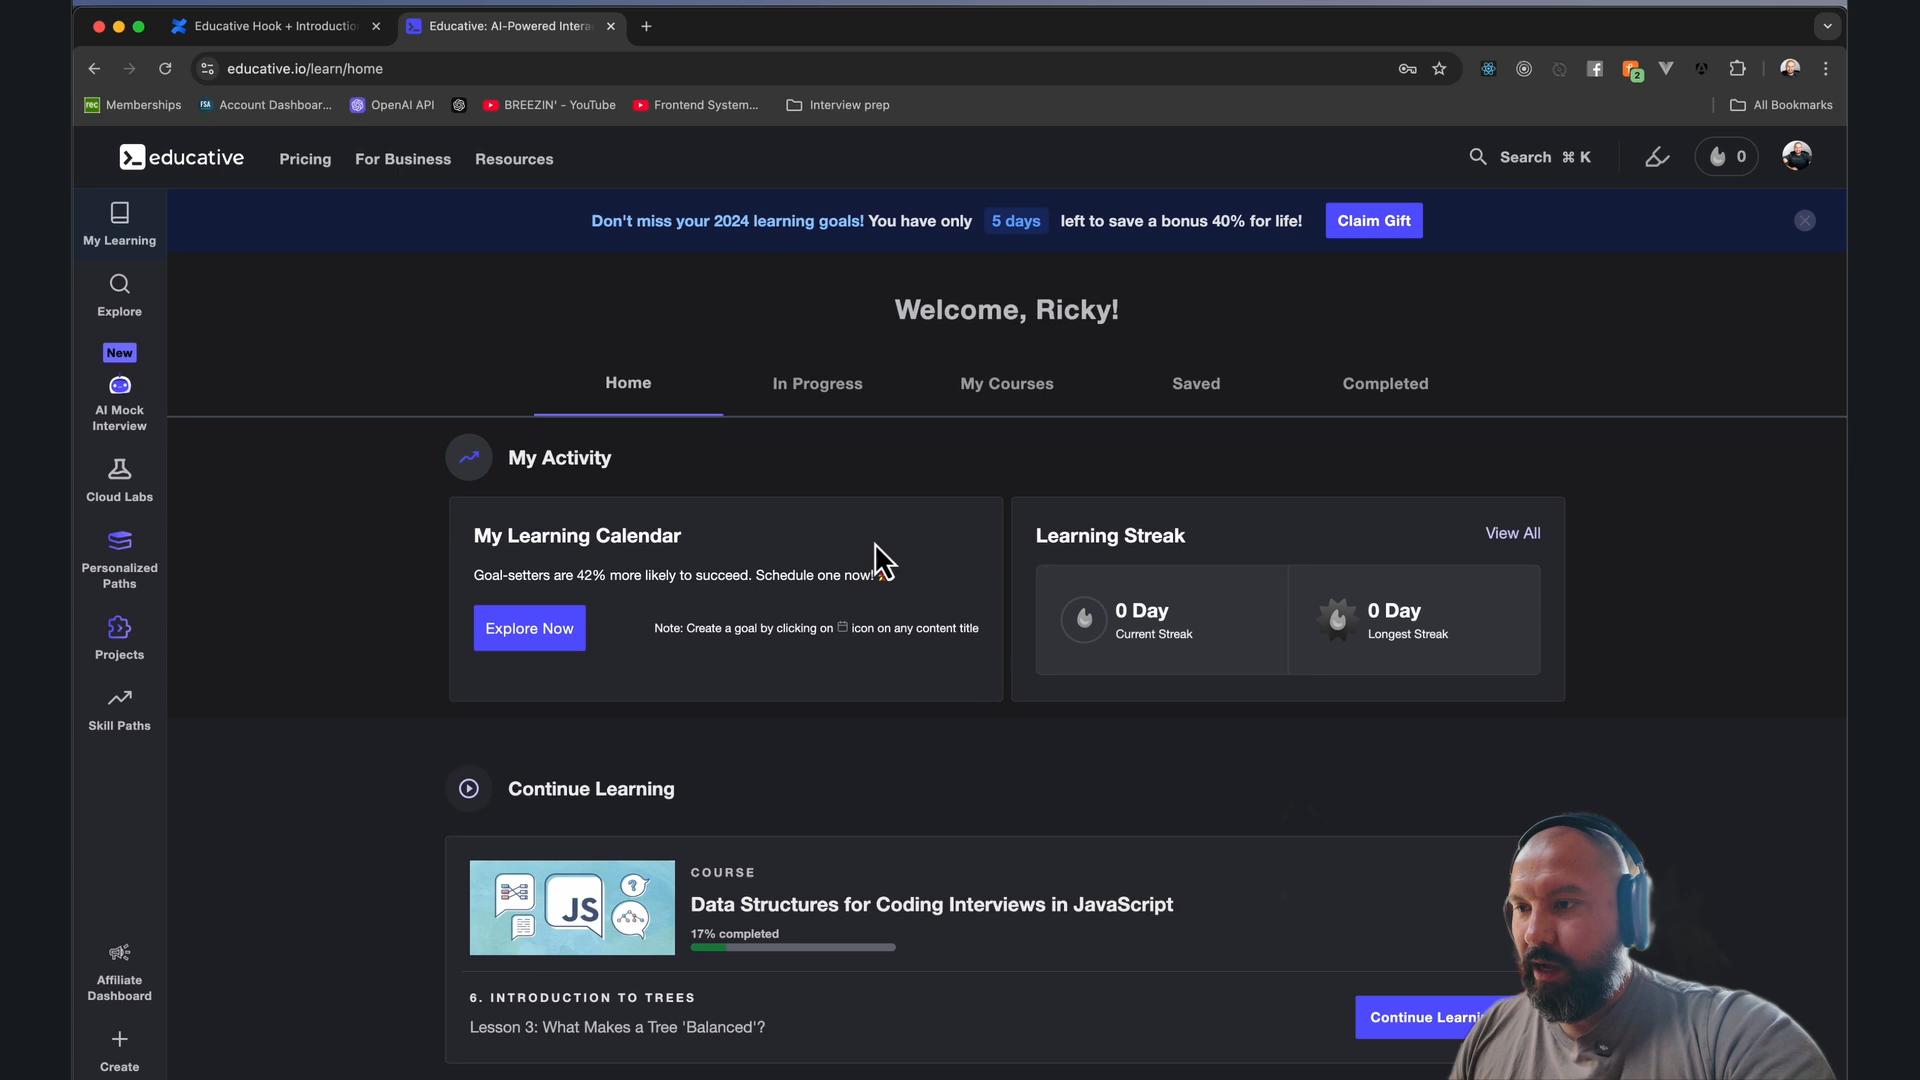 Educative Hook + Introductio
Educative: AI-Powered Intera
educative.io/learn/home
2
rec Memberships
FSA Account Dashboar...
OpenAI API
BREEZIN' - YouTube
Frontend System...
Interview prep
All Bookmarks
educative
Pricing
For Business
Resources
Search ⌘ K
0
My Learning
Explore
New
AI Mock
Interview
Cloud Labs
Personalized
Paths
Projects
Skill Paths
Affiliate
Dashboard
Create
Don't miss your 2024 learning goals! You have only 5 days left to save a bonus 40% for life!
Claim Gift
Welcome, Ricky!
Home
In Progress
My Courses
Saved
Completed
My Activity
My Learning Calendar
Goal-setters are 42% more likely to succeed. Schedule one now!
Explore Now
Note: Create a goal by clicking on icon on any content title
Learning Streak
View All
0 Day
Current Streak
0 Day
Longest Streak
Continue Learning
JS
?
COURSE
Data Structures for Coding Interviews in JavaScript
17% completed
6. INTRODUCTION TO TREES
Lesson 3: What Makes a Tree 'Balanced'?
Continue Learni